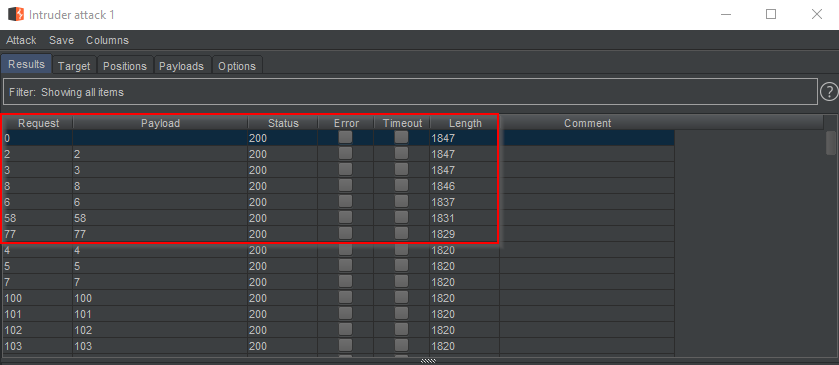 Intruder attack 1
Attack Save Columns
Results Target Positions Payloads Options
Filter: Showing all items ?
Request Payload Status Error Timeout Length Comment
0 200 1847
2 2 200 1847
3 3 200 1847
8 8 200 1846
6 6 200 1837
58 58 200 1831
77 77 200 1829
4 4 200 1820
5 5 200 1820
7 7 200 1820
100 100 200 1820
101 101 200 1820
102 102 200 1820
103 103 200 1820